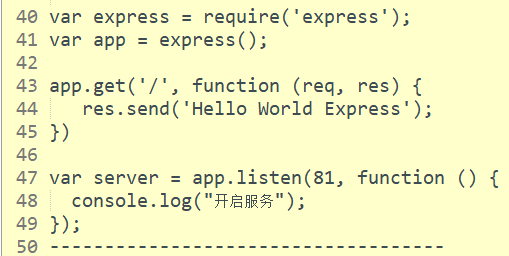 40 var express = require('express');
41 var app = express();
42
43 app.get('/', function (req, res) {
44    res.send('Hello World Express');
45 })
46
47 var server = app.listen(81, function () {
48   console.log("开启服务");
49 });
50 ------------------------------------